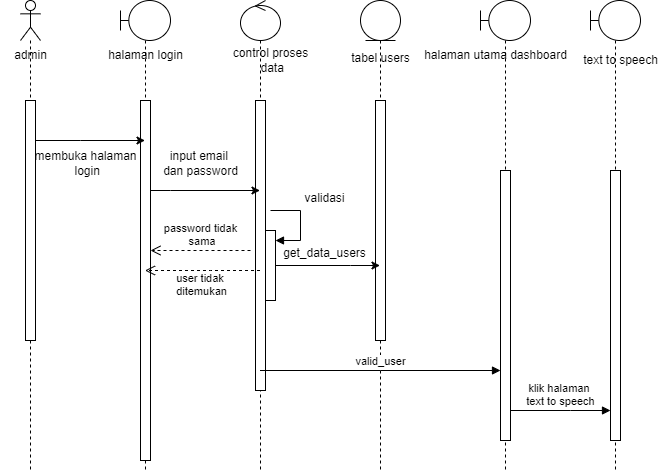 admin
halaman login
control proses
data
tabel users
halaman utama dashboard
text to speech
membuka halaman
login
input email
dan password
validasi
password tidak
sama
get_data_users
user tidak
ditemukan
valid_user
klik halaman
text to speech